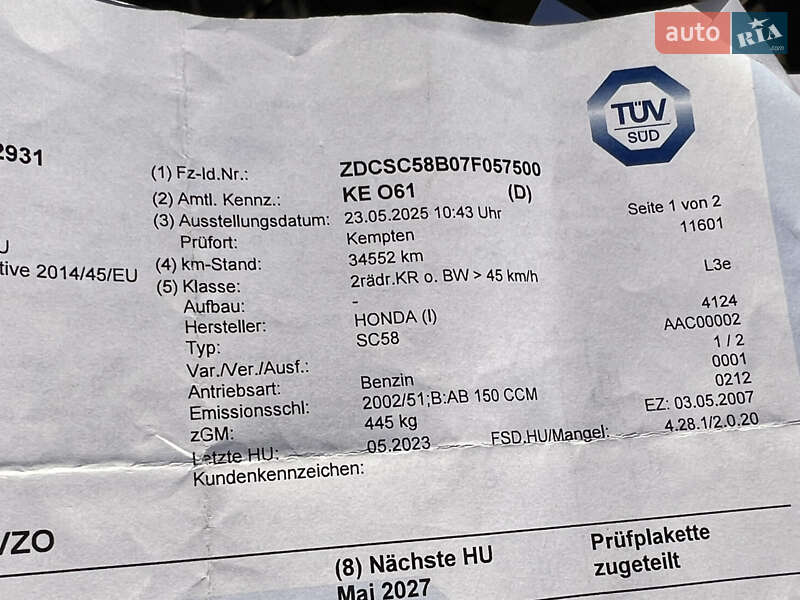 auto RIA .com
TÜV
SÜD
2931
(1) Fz-Id.Nr.: ZDCSC58B07F057500
(2) Amtl. Kennz.: KE O61 (D)
(3) Ausstellungsdatum: 23.05.2025 10:43 Uhr Seite 1 von 2
Prüfort: Kempten 11601
U
tive 2014/45/EU
(4) km-Stand: 34552 km
(5) Klasse: 2rädr.KR o. BW > 45 km/h L3e
Aufbau: -
Hersteller: HONDA (I) 4124
Typ: SC58 AAC00002
Var./Ver./Ausf.: 1 / 2
Antriebsart: Benzin 0001
Emissionsschl: 2002/51;B:AB 150 CCM 0212
zGM: 445 kg EZ: 03.05.2007
Letzte HU: 05.2023 FSD.HU/Mangel: 4.28.1/2.0.20
Kundenkennzeichen:
VZO
(8) Nächste HU
Mai 2027
Prüfplakette
zugeteilt